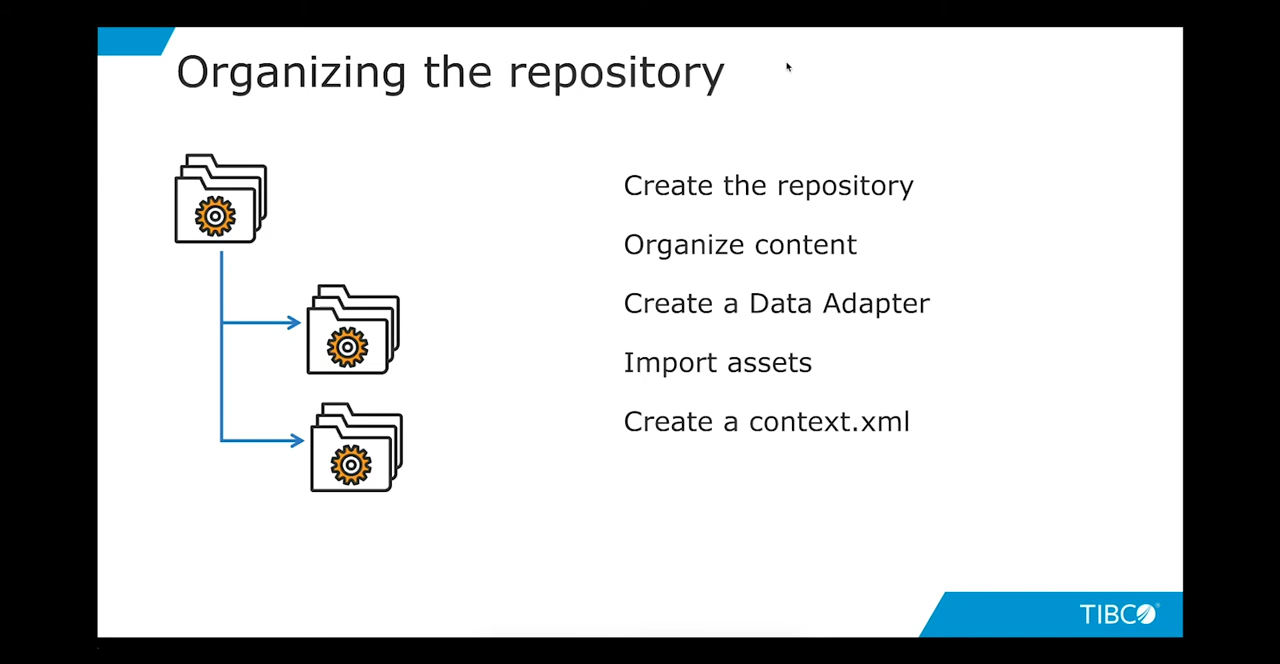 Organizing the repository
Create the repository
Organize content
Create a Data Adapter
Import assets
Create a context.xml
TIBCO®